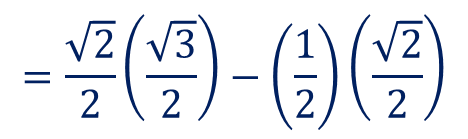 = √2/2 (√3/2) − (1/2) (√2/2)